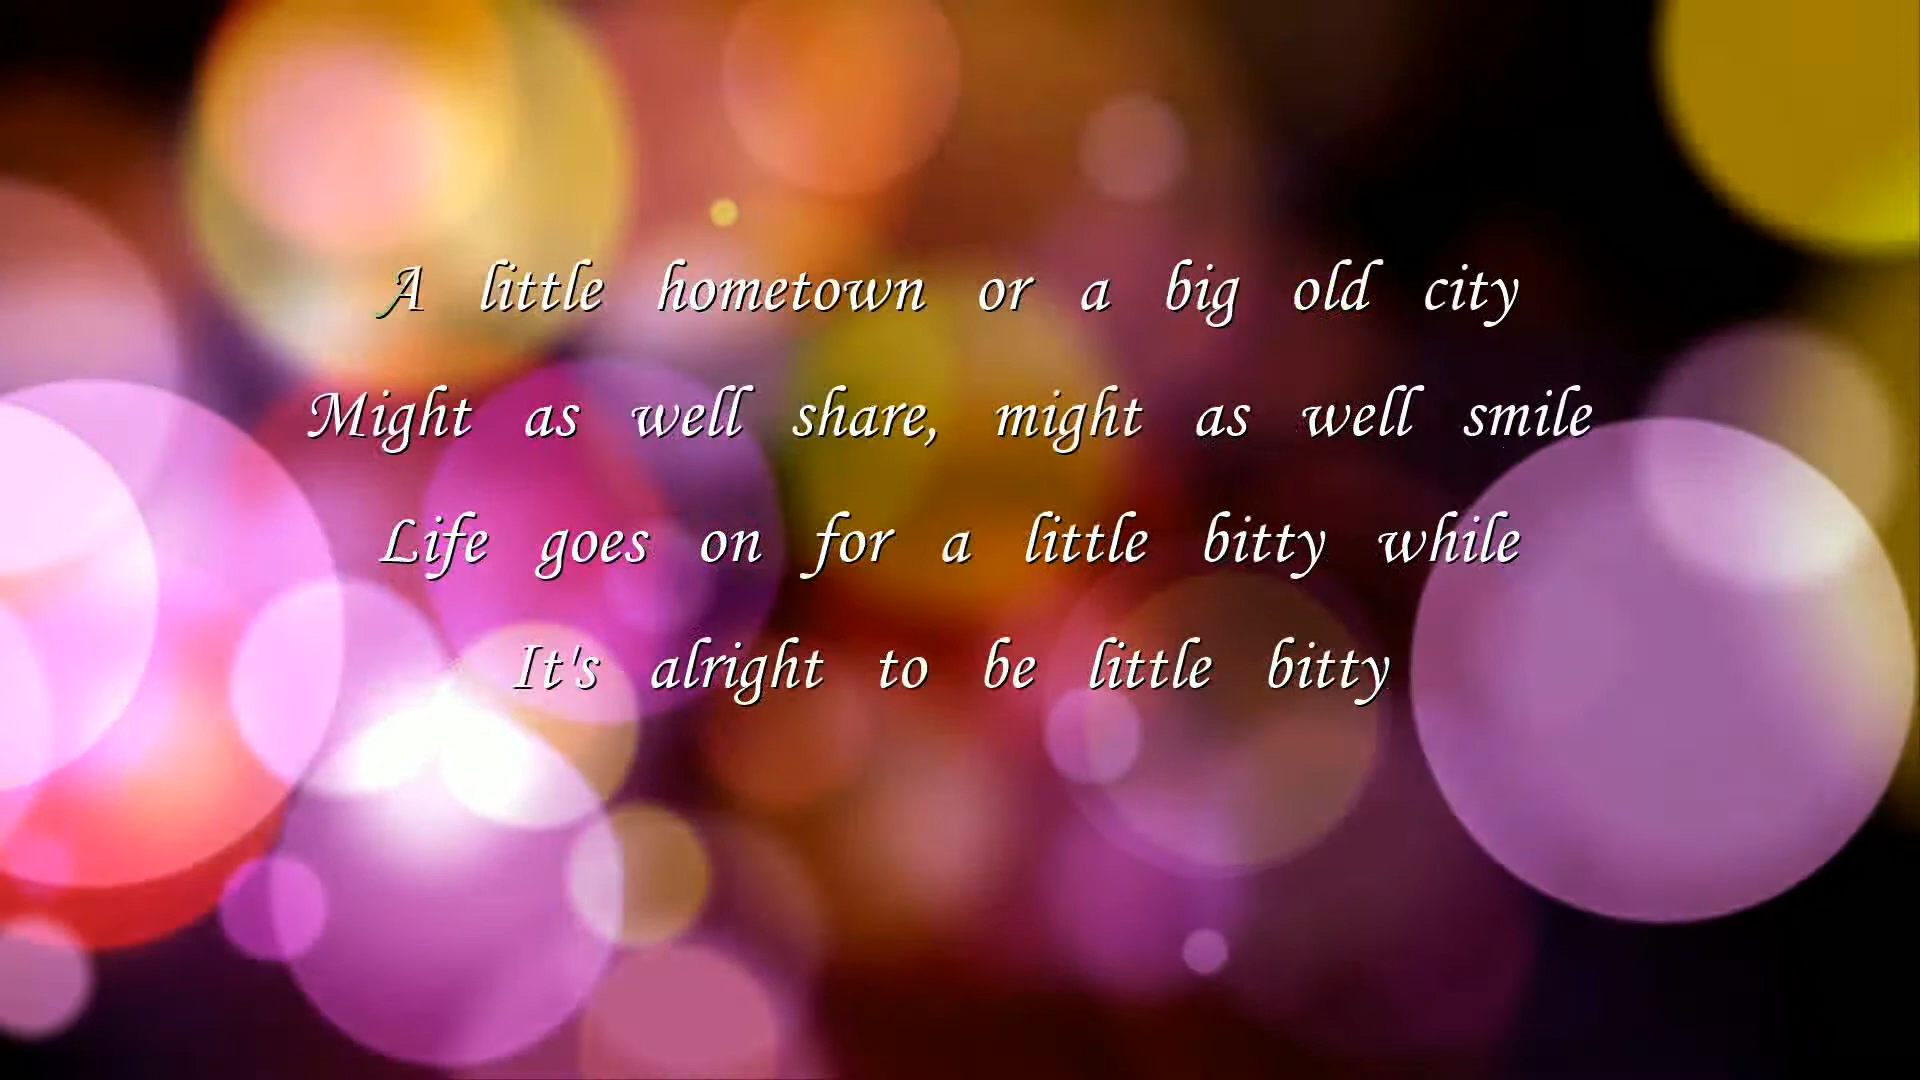 A little hometown or a big old city
Might as well share, might as well smile
Life goes on for a little bitty while
It's alright to be little bitty